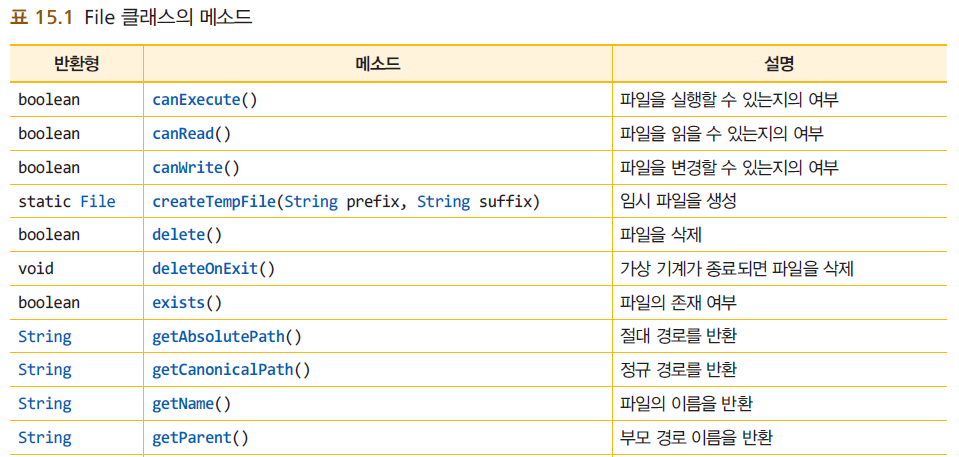 표 15.1 File 클래스의 메소드
반환형 메소드 설명
boolean canExecute() 파일을 실행할 수 있는지의 여부
boolean canRead() 파일을 읽을 수 있는지의 여부
boolean canWrite() 파일을 변경할 수 있는지의 여부
static File createTempFile(String prefix, String suffix) 임시 파일을 생성
boolean delete() 파일을 삭제
void deleteOnExit() 가상 기계가 종료되면 파일을 삭제
boolean exists() 파일의 존재 여부
String getAbsolutePath() 절대 경로를 반환
String getCanonicalPath() 정규 경로를 반환
String getName() 파일의 이름을 반환
String getParent() 부모 경로 이름을 반환